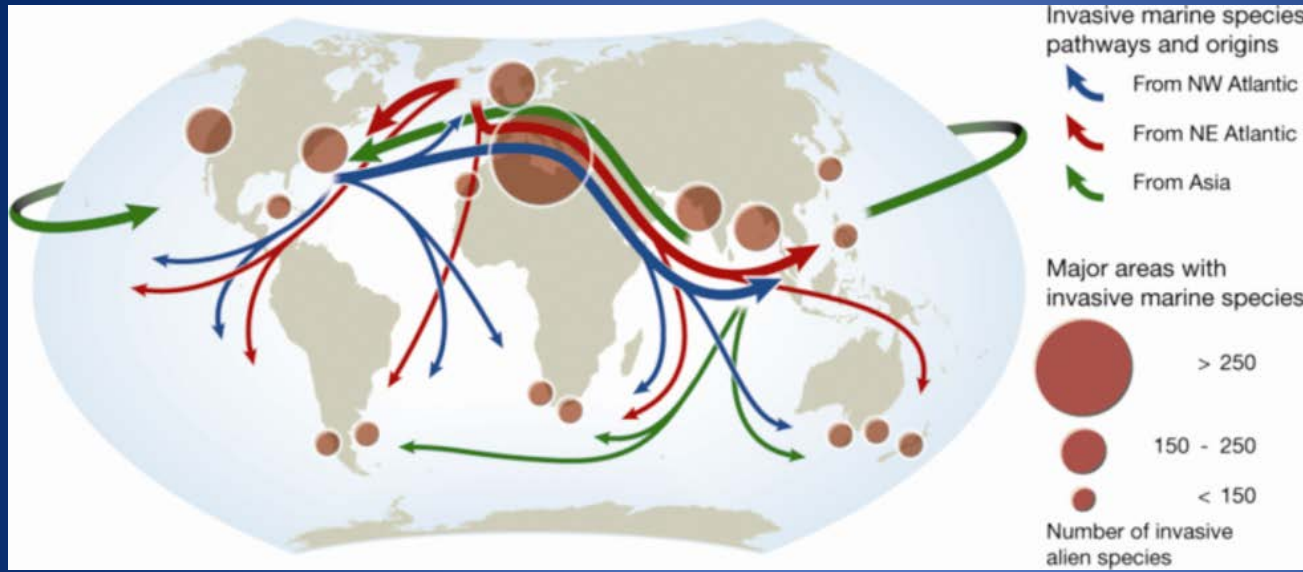 Invasive marine species
pathways and origins
From NW Atlantic
From NE Atlantic
From Asia
Major areas with
invasive marine species
> 250
150 - 250
< 150
Number of invasive
alien species